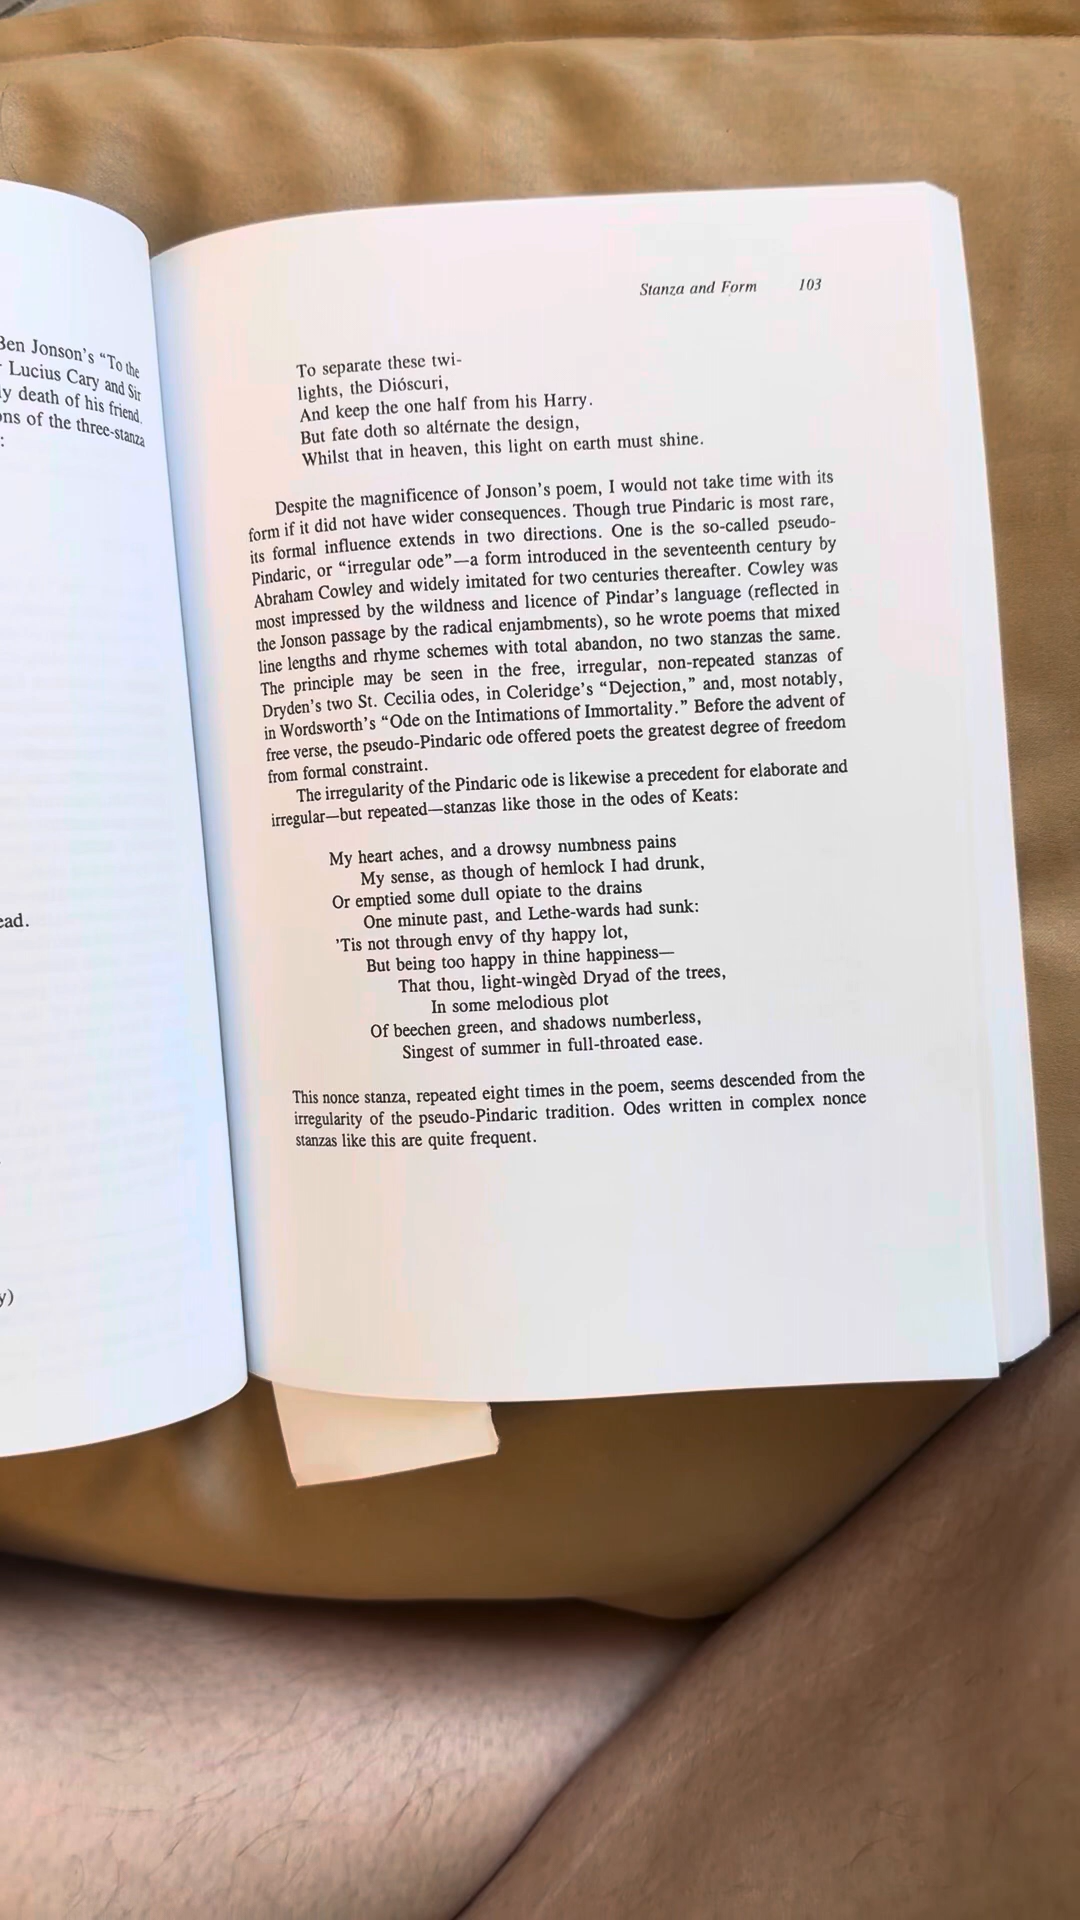 Ben Jonson's "To the
Lucius Cary and Sir
death of his friend.
of the three-stanza
:
y)
Stanza and Form 103
To separate these twi-
lights, the Dióscuri,
And keep the one half from his Harry.
But fate doth so altérnate the design,
Whilst that in heaven, this light on earth must shine.
Despite the magnificence of Jonson's poem, I would not take time with its
form if it did not have wider consequences. Though true Pindaric is most rare,
its formal influence extends in two directions. One is the so-called pseudo-
Pindaric, or "irregular ode"—a form introduced in the seventeenth century by
Abraham Cowley and widely imitated for two centuries thereafter. Cowley was
most impressed by the wildness and licence of Pindar's language (reflected in
the Jonson passage by the radical enjambments), so he wrote poems that mixed
line lengths and rhyme schemes with total abandon, no two stanzas the same.
The principle may be seen in the free, irregular, non-repeated stanzas of
Dryden's two St. Cecilia odes, in Coleridge's "Dejection," and, most notably,
in Wordsworth's "Ode on the Intimations of Immortality." Before the advent of
free verse, the pseudo-Pindaric ode offered poets the greatest degree of freedom
from formal constraint.
The irregularity of the Pindaric ode is likewise a precedent for elaborate and
irregular—but repeated—stanzas like those in the odes of Keats:
My heart aches, and a drowsy numbness pains
My sense, as though of hemlock I had drunk,
Or emptied some dull opiate to the drains
One minute past, and Lethe-wards had sunk:
'Tis not through envy of thy happy lot,
But being too happy in thine happiness—
That thou, light-wingèd Dryad of the trees,
In some melodious plot
Of beechen green, and shadows numberless,
Singest of summer in full-throated ease.
This nonce stanza, repeated eight times in the poem, seems descended from the
irregularity of the pseudo-Pindaric tradition. Odes written in complex nonce
stanzas like this are quite frequent.